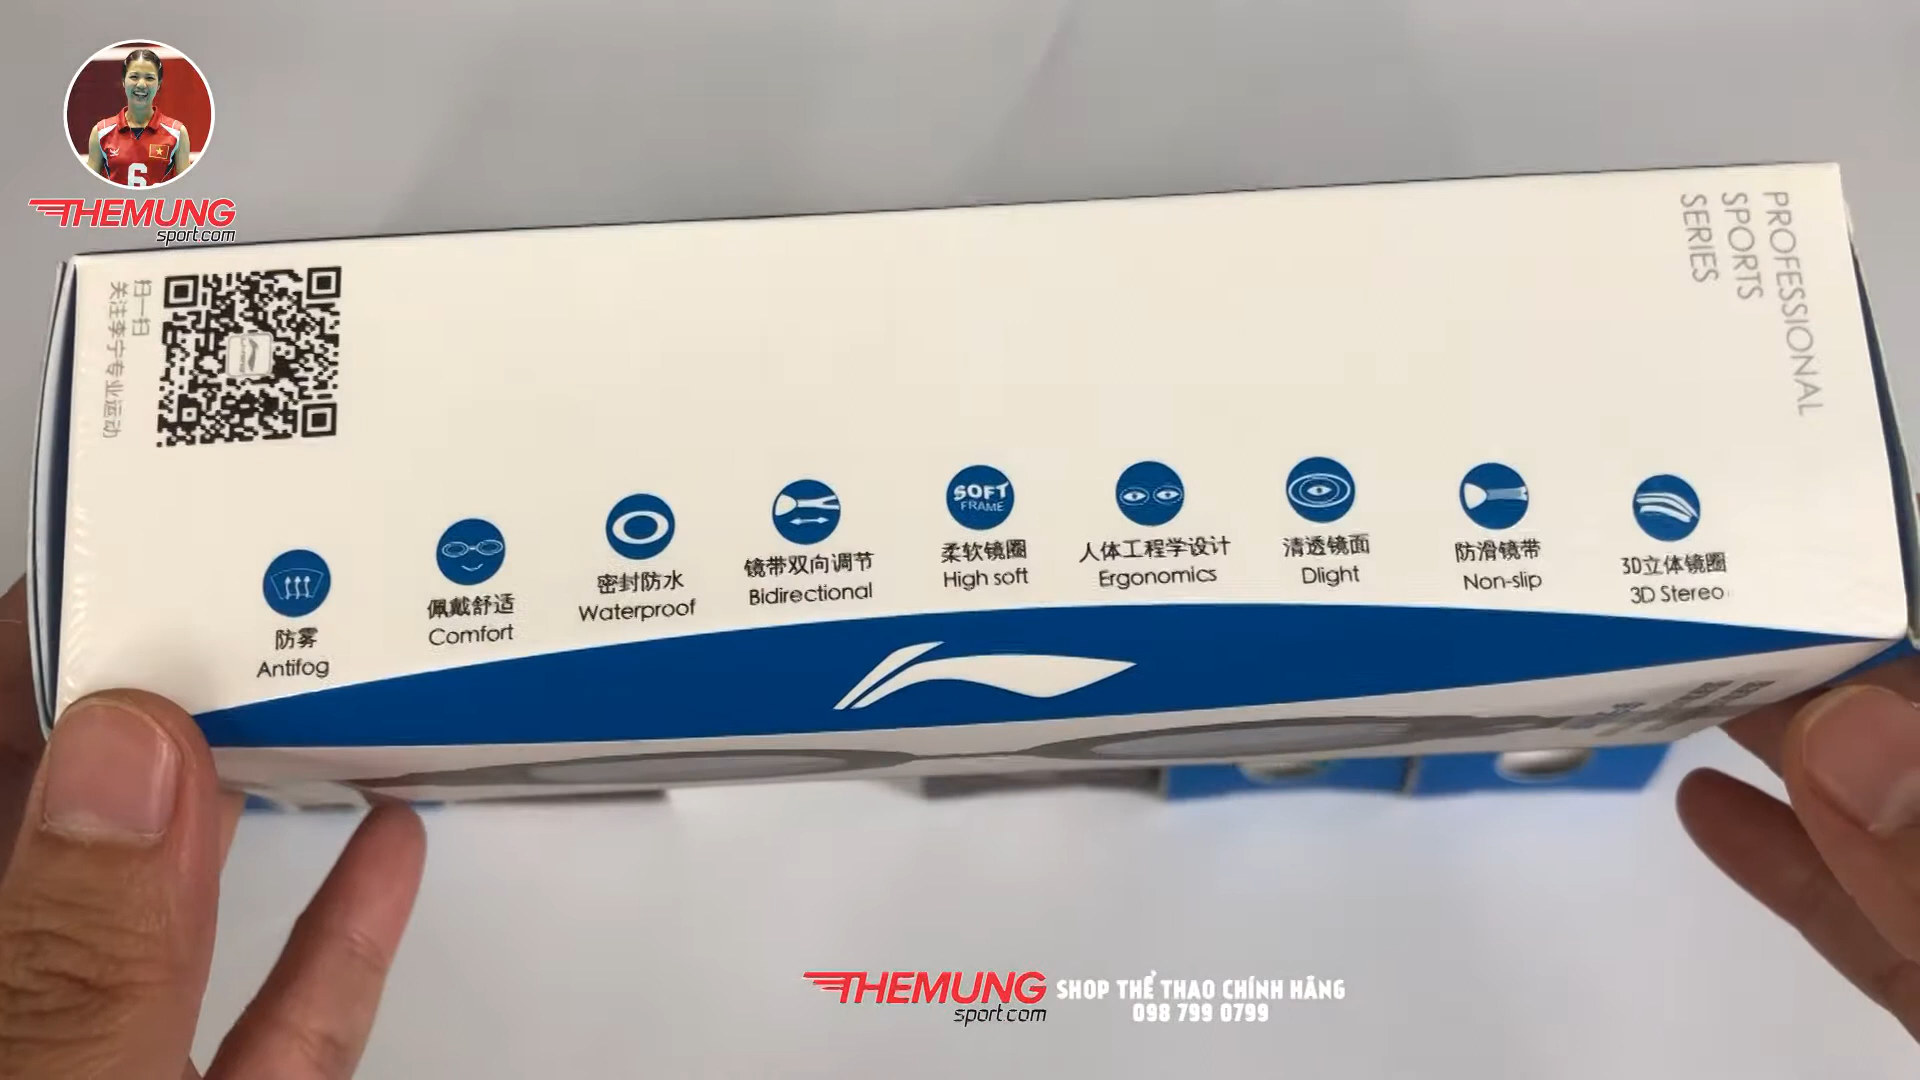 6
THEMUNG
sport.com
扫一扫
关注李宁专业运动
PROFESSIONAL
SPORTS
SERIES
防雾
Antifog
佩戴舒适
Comfort
密封防水
Waterproof
镜带双向调节
Bidirectional
SOFT
FRAME
柔软镜圈
High soft
人体工程学设计
Ergonomics
清透镜面
Dlight
防滑镜带
Non-slip
3D立体镜圈
3D Stereo
THEMUNG
sport.com
SHOP THỂ THAO CHÍNH HÃNG
098 799 0799